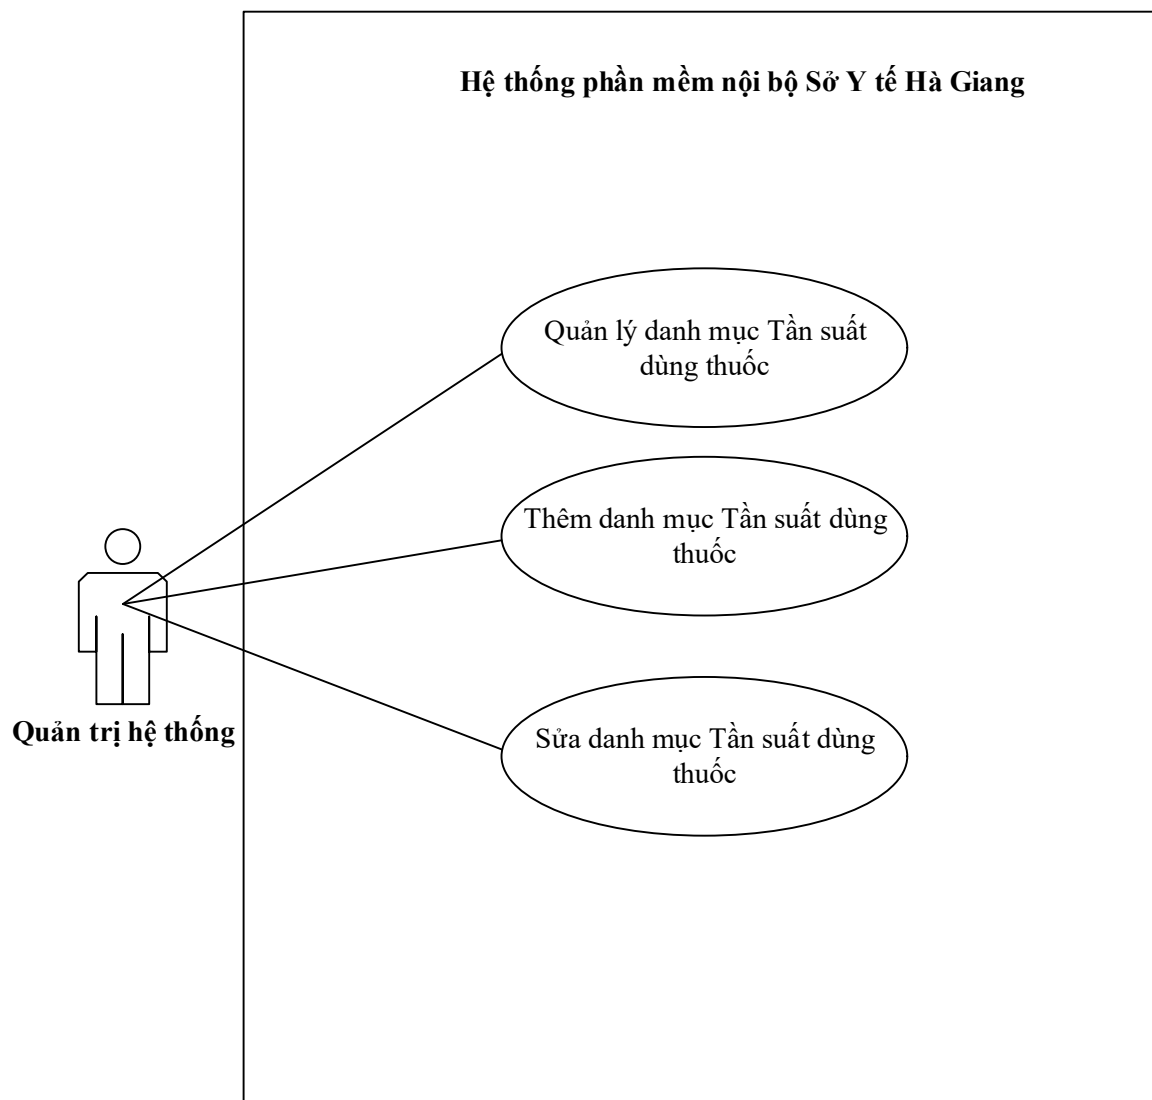 Hệ thống phần mềm nội bộ Sở Y tế Hà Giang
Quản lý danh mục Tần suất
dùng thuốc
Thêm danh mục Tần suất dùng
thuốc
Quản trị hệ thống
Sửa danh mục Tần suất dùng
thuốc